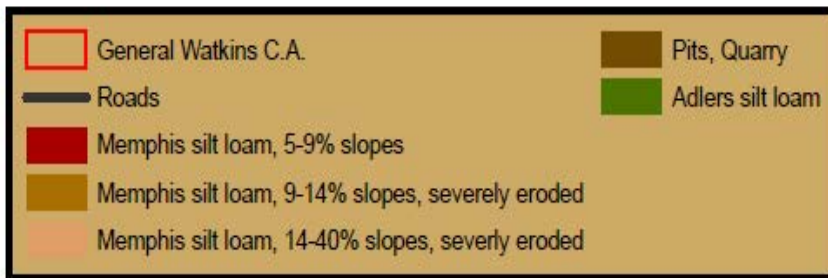 General Watkins C.A.
Roads
Memphis silt loam, 5-9% slopes
Memphis silt loam, 9-14% slopes, severely eroded
Memphis silt loam, 14-40% slopes, severly eroded
Pits, Quarry
Adlers silt loam